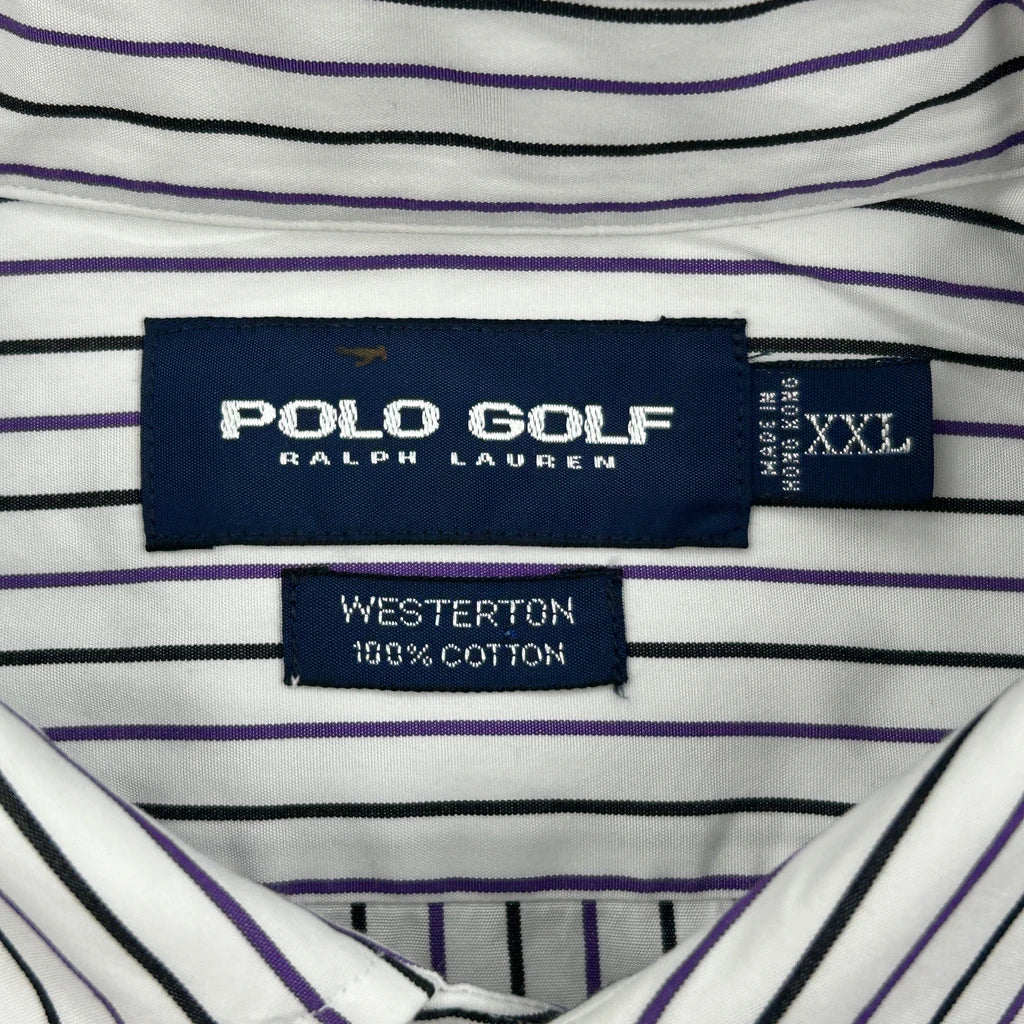 POLO GOLF
RALPH LAUREN
MADE IN
HONG KONG
XXL
WESTERTON
100% COTTON